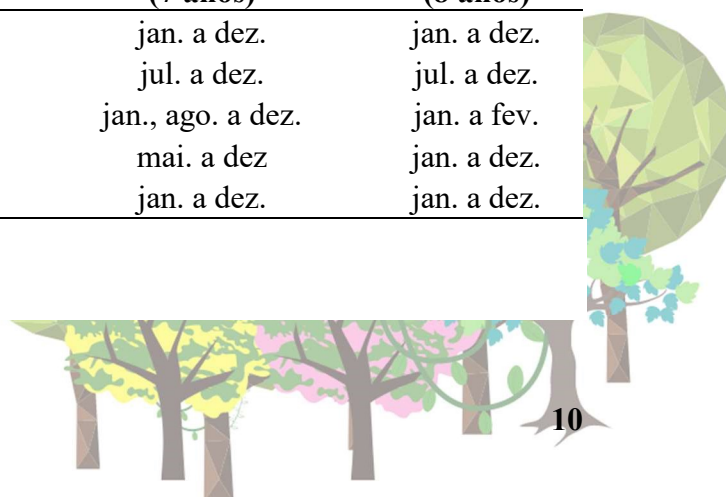 jan. a dez. jan. a dez.
jul. a dez. jul. a dez.
jan., ago. a dez. jan. a fev.
mai. a dez jan. a dez.
jan. a dez. jan. a dez.
10